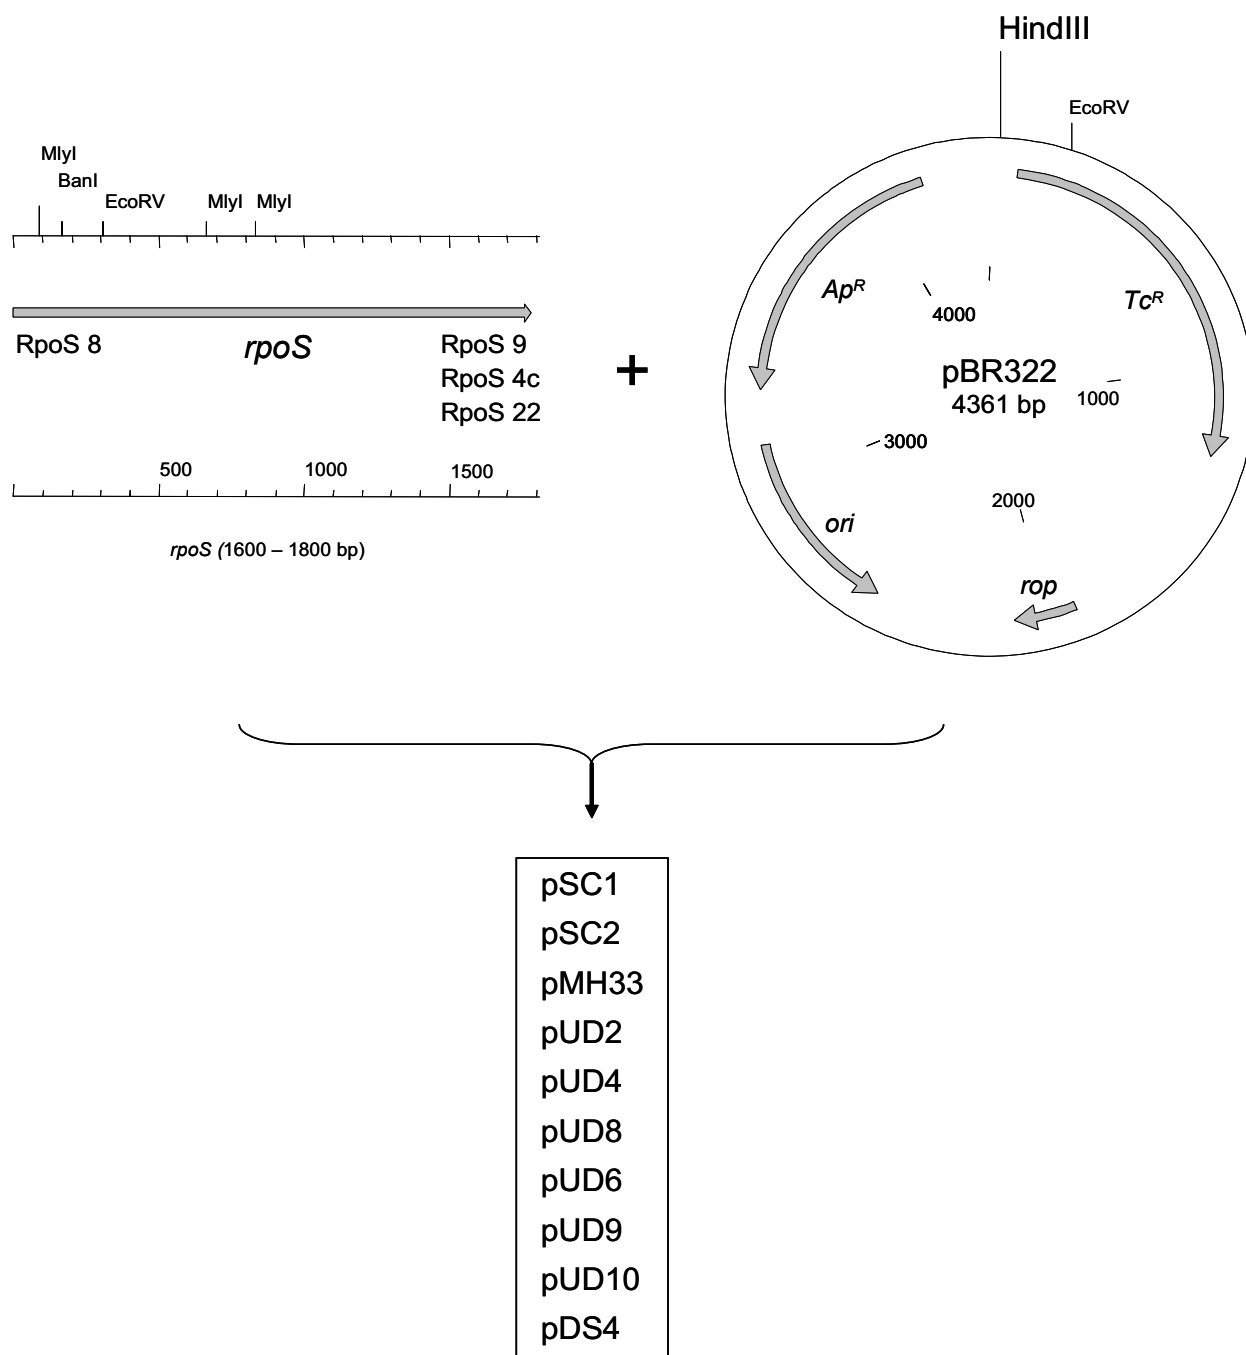 HindIII
EcoRV
MlyI
BanI
EcoRV
MlyI
MlyI
RpoS 8
rpoS
RpoS 9
RpoS 4c
RpoS 22
500
1000
1500
rpoS (1600 – 1800 bp)
+
Ap^R
Tc^R
4000
pBR322
4361 bp
1000
3000
2000
ori
rop
pSC1
pSC2
pMH33
pUD2
pUD4
pUD8
pUD6
pUD9
pUD10
pDS4